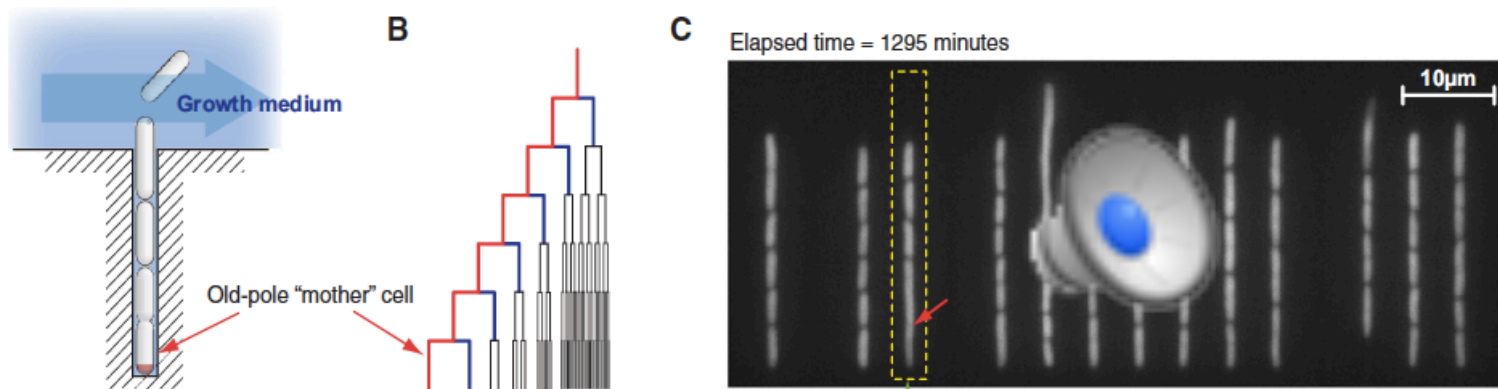 Growth medium
Old-pole “mother” cell
B
C
Elapsed time = 1295 minutes
10µm